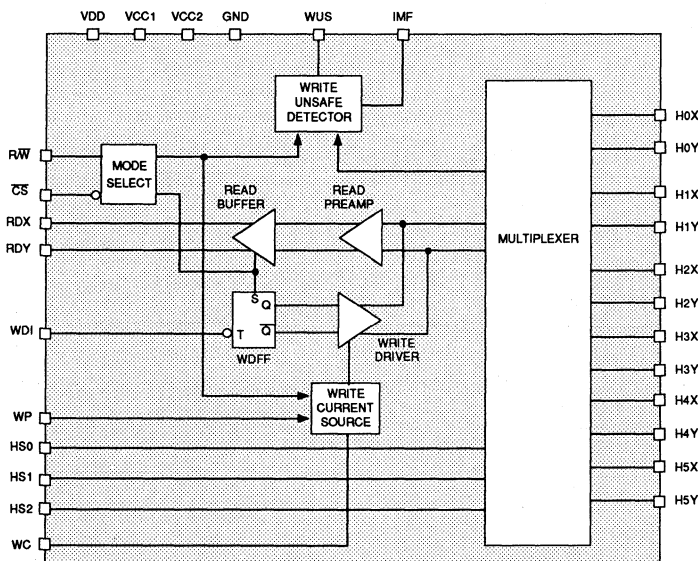 VDD VCC1 VCC2 GND WUS IMF
WRITE
UNSAFE
DETECTOR
R/W̅
C̅S̅
MODE
SELECT
RDX
RDY
READ
BUFFER
READ
PREAMP
MULTIPLEXER
S
Q
Q̅
T
WDFF
WDI
WRITE
DRIVER
WRITE
CURRENT
SOURCE
WP
HS0
HS1
HS2
WC
H0X
H0Y
H1X
H1Y
H2X
H2Y
H3X
H3Y
H4X
H4Y
H5X
H5Y